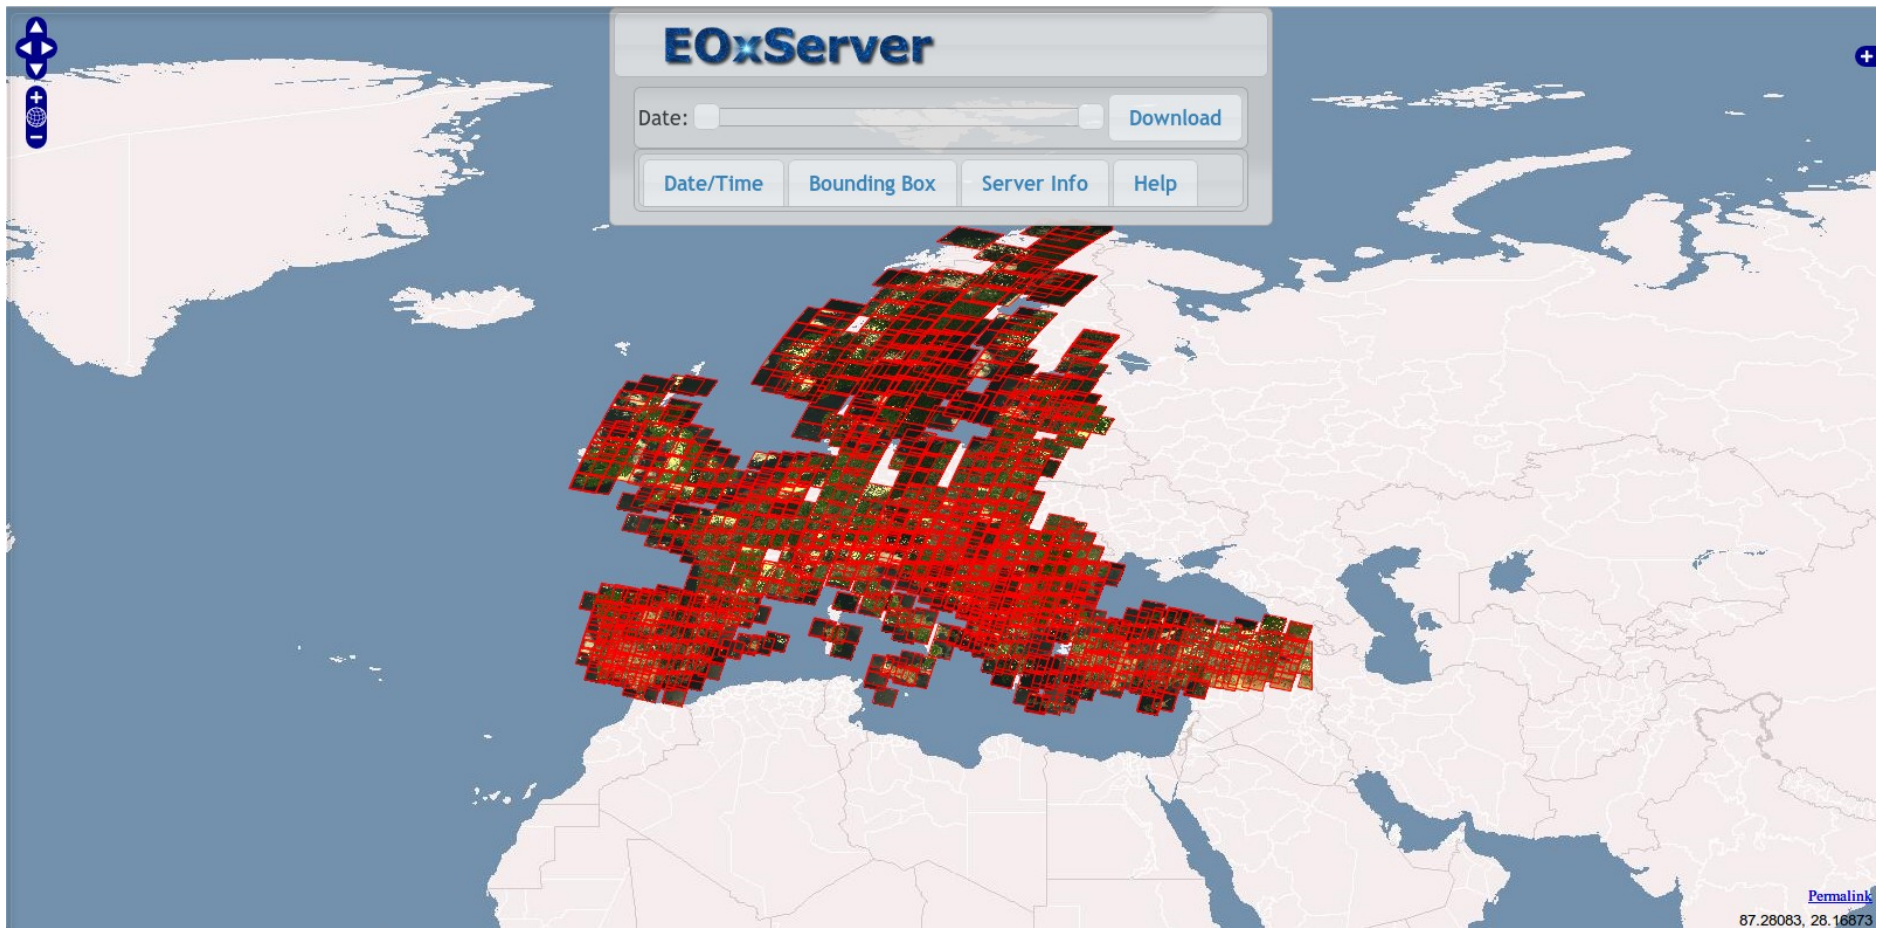 EOxServer
Date:
Download
Date/Time
Bounding Box
Server Info
Help
Permalink
87.28083, 28.16873